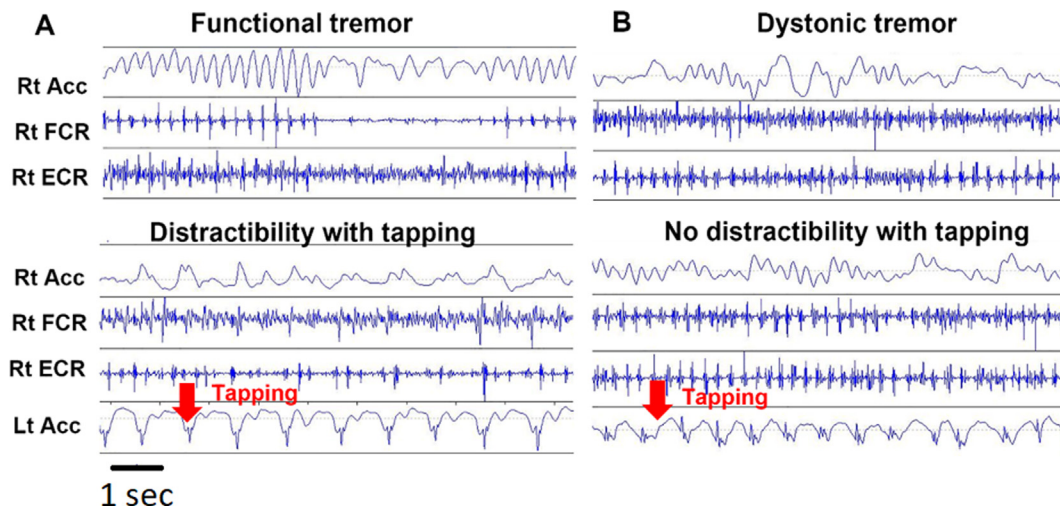 A Functional tremor
Rt Acc
Rt FCR
Rt ECR
Distractibility with tapping
Rt Acc
Rt FCR
Rt ECR
Tapping
Lt Acc
1 sec
B Dystonic tremor
No distractibility with tapping
Tapping